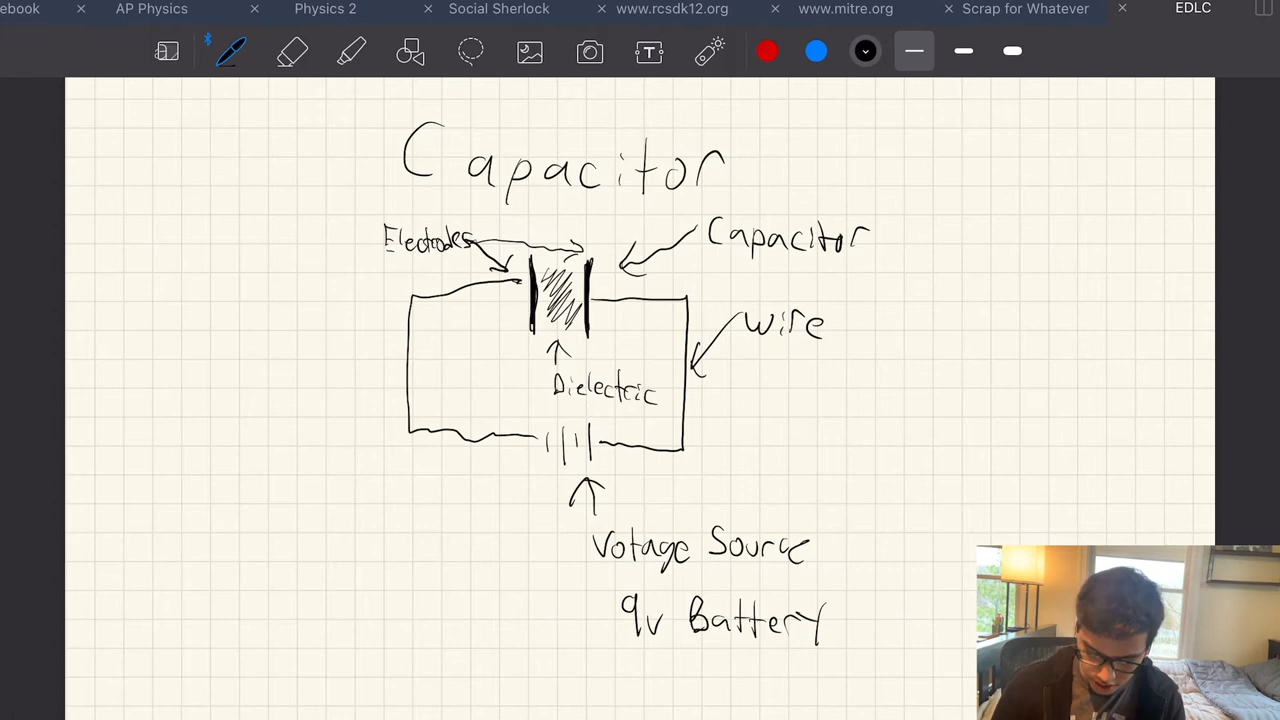 ebook AP Physics Physics 2 Social Sherlock www.rcsdk12.org www.mitre.org Scrap for Whatever EDLC
T
Capacitor
Electrodes
Capacitor
wire
Dielectric
Votage Source
9v Battery